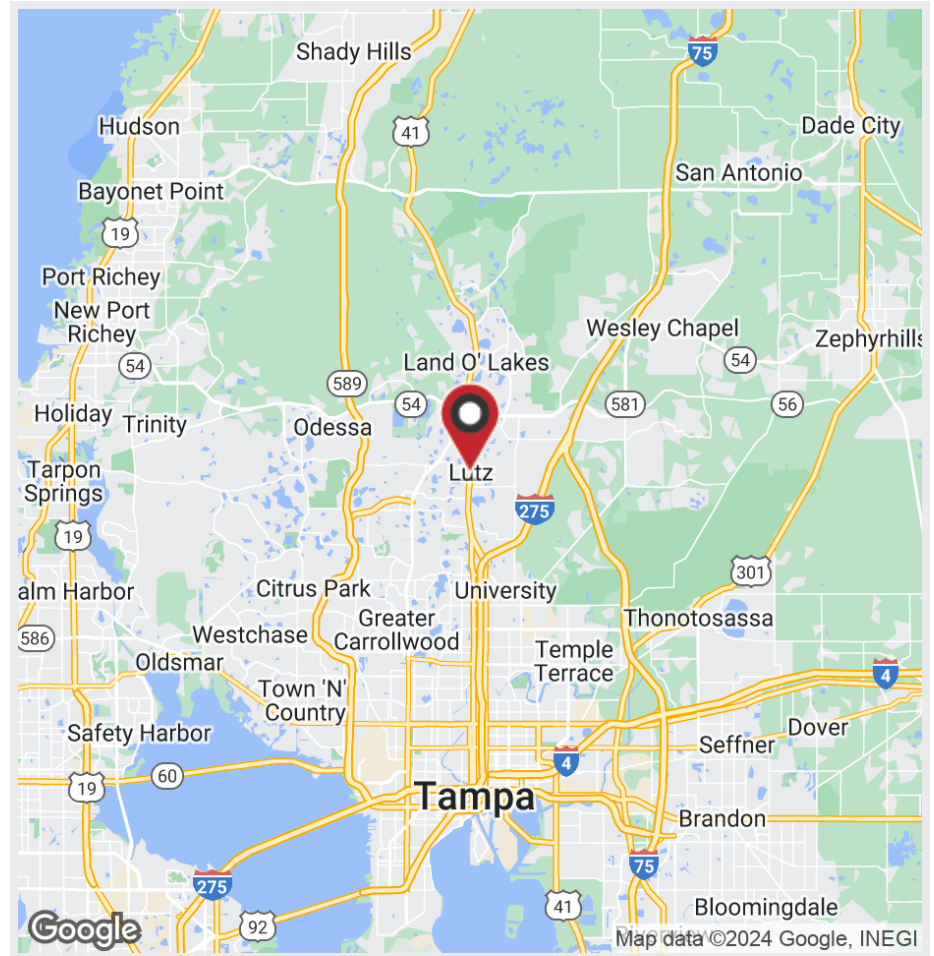 Shady Hills
75
41
Hudson
Dade City
San Antonio
Bayonet Point
19
Port Richey
New Port
Richey
Wesley Chapel
Zephyrhills
54
Land O' Lakes
54
589
54
581
56
Holiday
Trinity
Odessa
Lutz
Tarpon
Springs
275
19
301
alm Harbor
Citrus Park
University
Greater
Carrollwood
Thonotosassa
586
Westchase
Oldsmar
Temple
Terrace
4
Town 'N'
Country
Safety Harbor
Dover
Seffner
60
4
19
Tampa
Brandon
75
275
41
Bloomingdale
92
Google
Map data ©2024 Google, INEGI